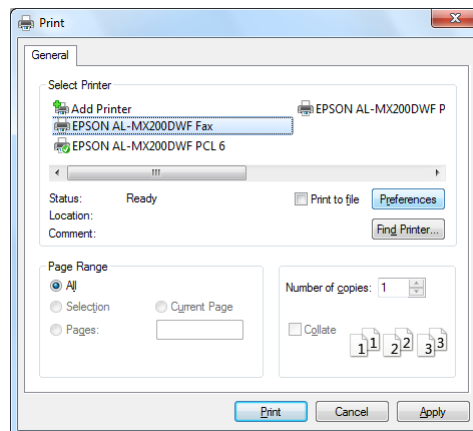 Print
General
Select Printer
Add Printer
EPSON AL-MX200DWF P
EPSON AL-MX200DWF Fax
EPSON AL-MX200DWF PCL 6
Status: Ready
Print to file
Preferences
Location:
Comment:
Find Printer...
Page Range
All
Selection
Current Page
Pages:
Number of copies: 1
Collate
1 1 2 2 3 3
Print
Cancel
Apply